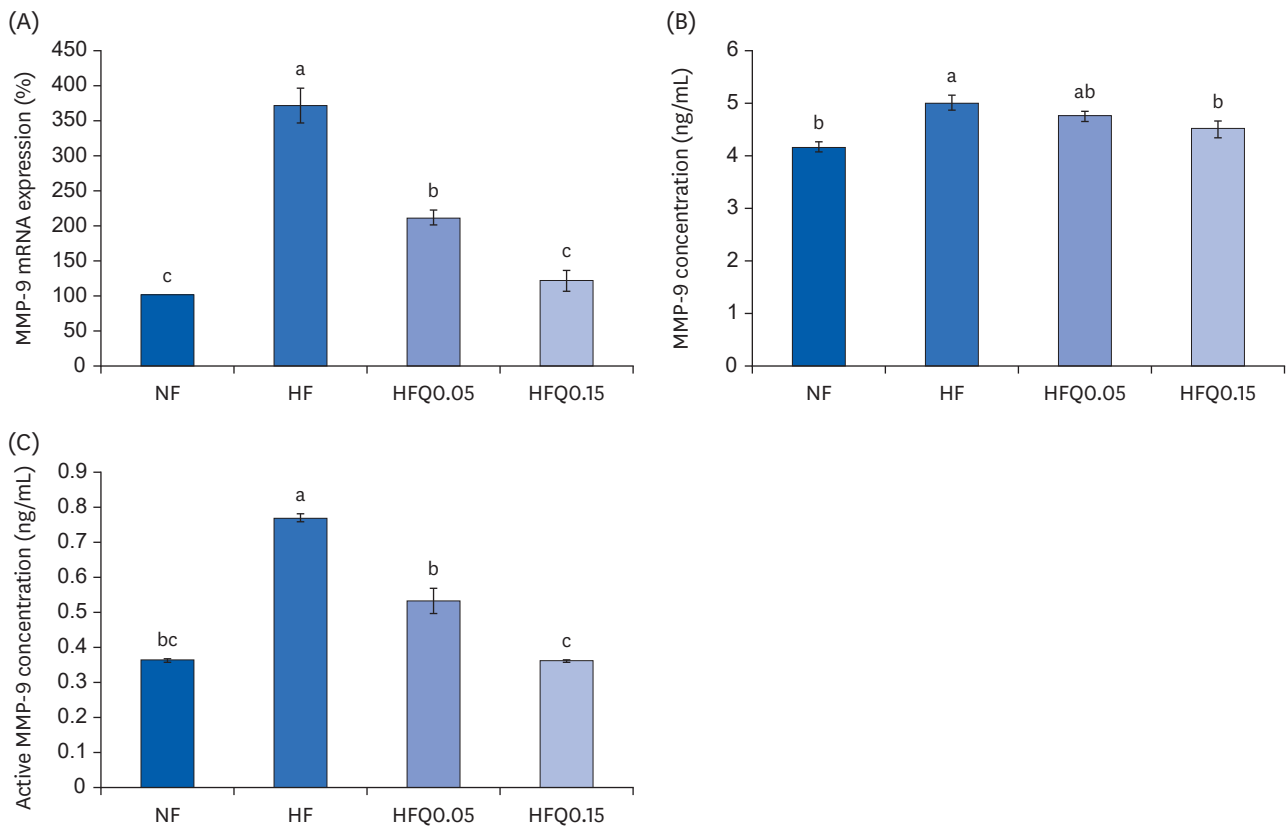 (A)
MMP-9 mRNA expression (%)
450
400
350
300
250
200
150
100
50
0
c
a
b
c
NF
HF
HFQ0.05
HFQ0.15
(B)
MMP-9 concentration (ng/mL)
6
5
4
3
2
1
0
b
a
ab
b
NF
HF
HFQ0.05
HFQ0.15
(C)
Active MMP-9 concentration (ng/mL)
0.9
0.8
0.7
0.6
0.5
0.4
0.3
0.2
0.1
0
bc
a
b
c
NF
HF
HFQ0.05
HFQ0.15